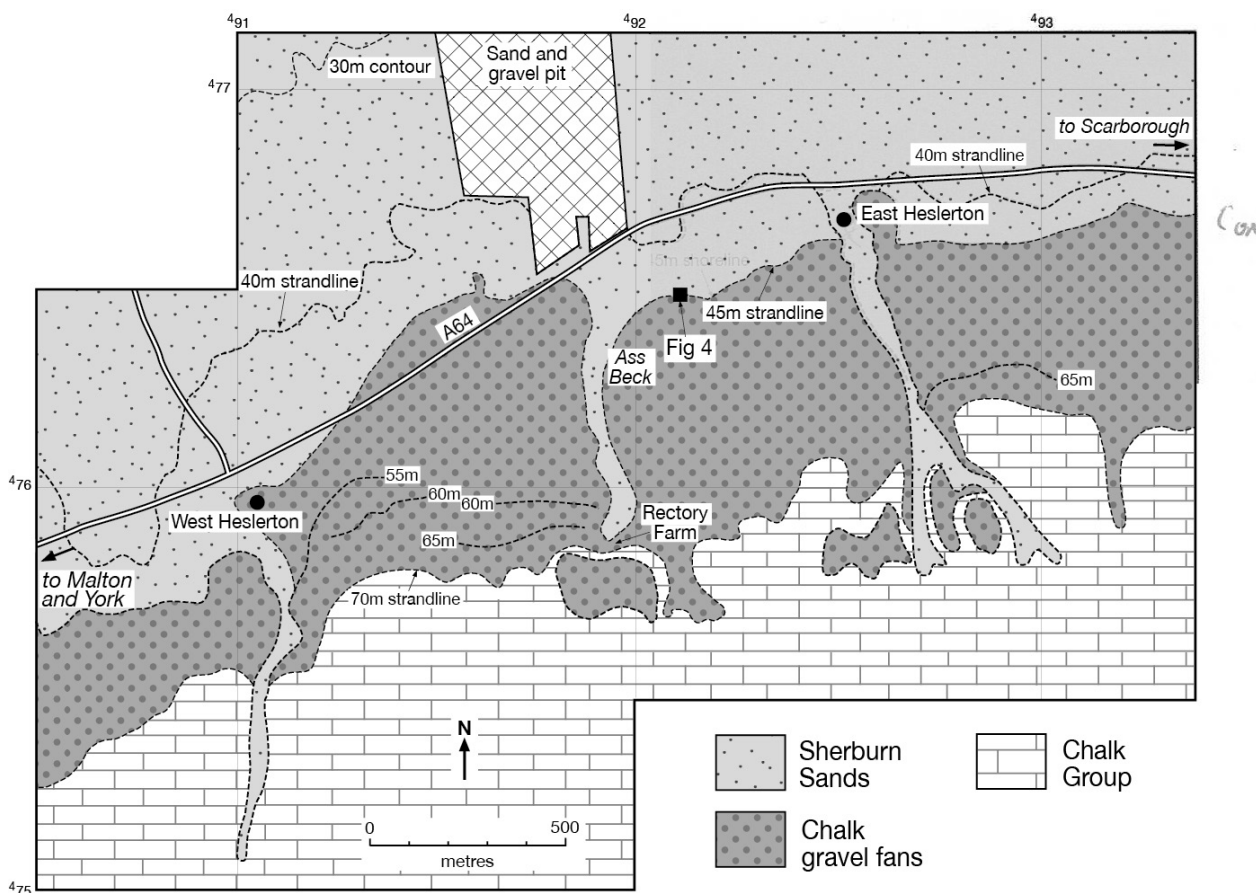 491
492
493
477
30m contour
Sand and
gravel pit
to Scarborough
40m strandline
East Heslerton
15m shoreline
40m strandline
45m strandline
A64
Fig 4
Ass
Beck
65m
476
55m
60m
60m
West Heslerton
65m
Rectory
Farm
to Malton
and York
70m strandline
N
Sherburn
Sands
Chalk
Group
0
500
metres
Chalk
gravel fans
475